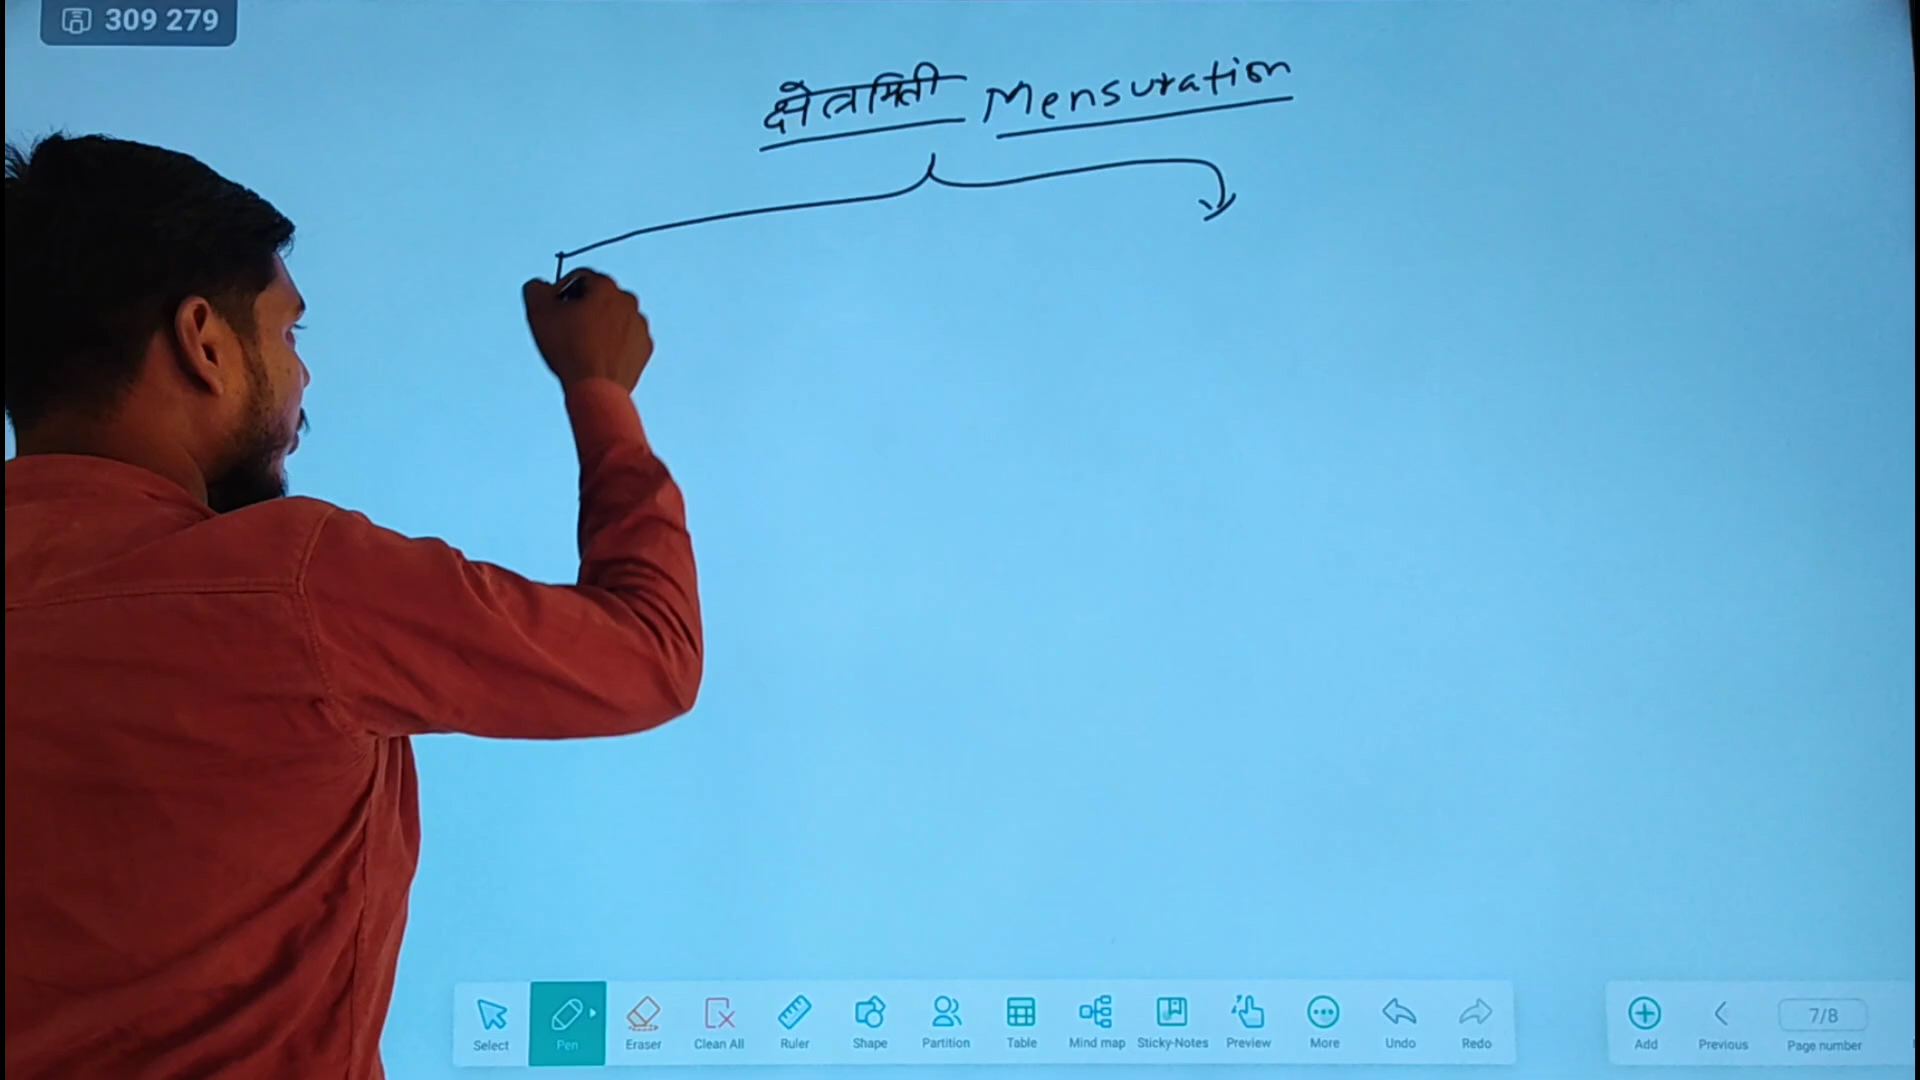 309 279
क्षेत्रमिती Mensuration
Select Pen Eraser Clean All Ruler Shape Partition Table Mind map Sticky-Notes Preview More Undo Redo Add Previous 7/8 Page number